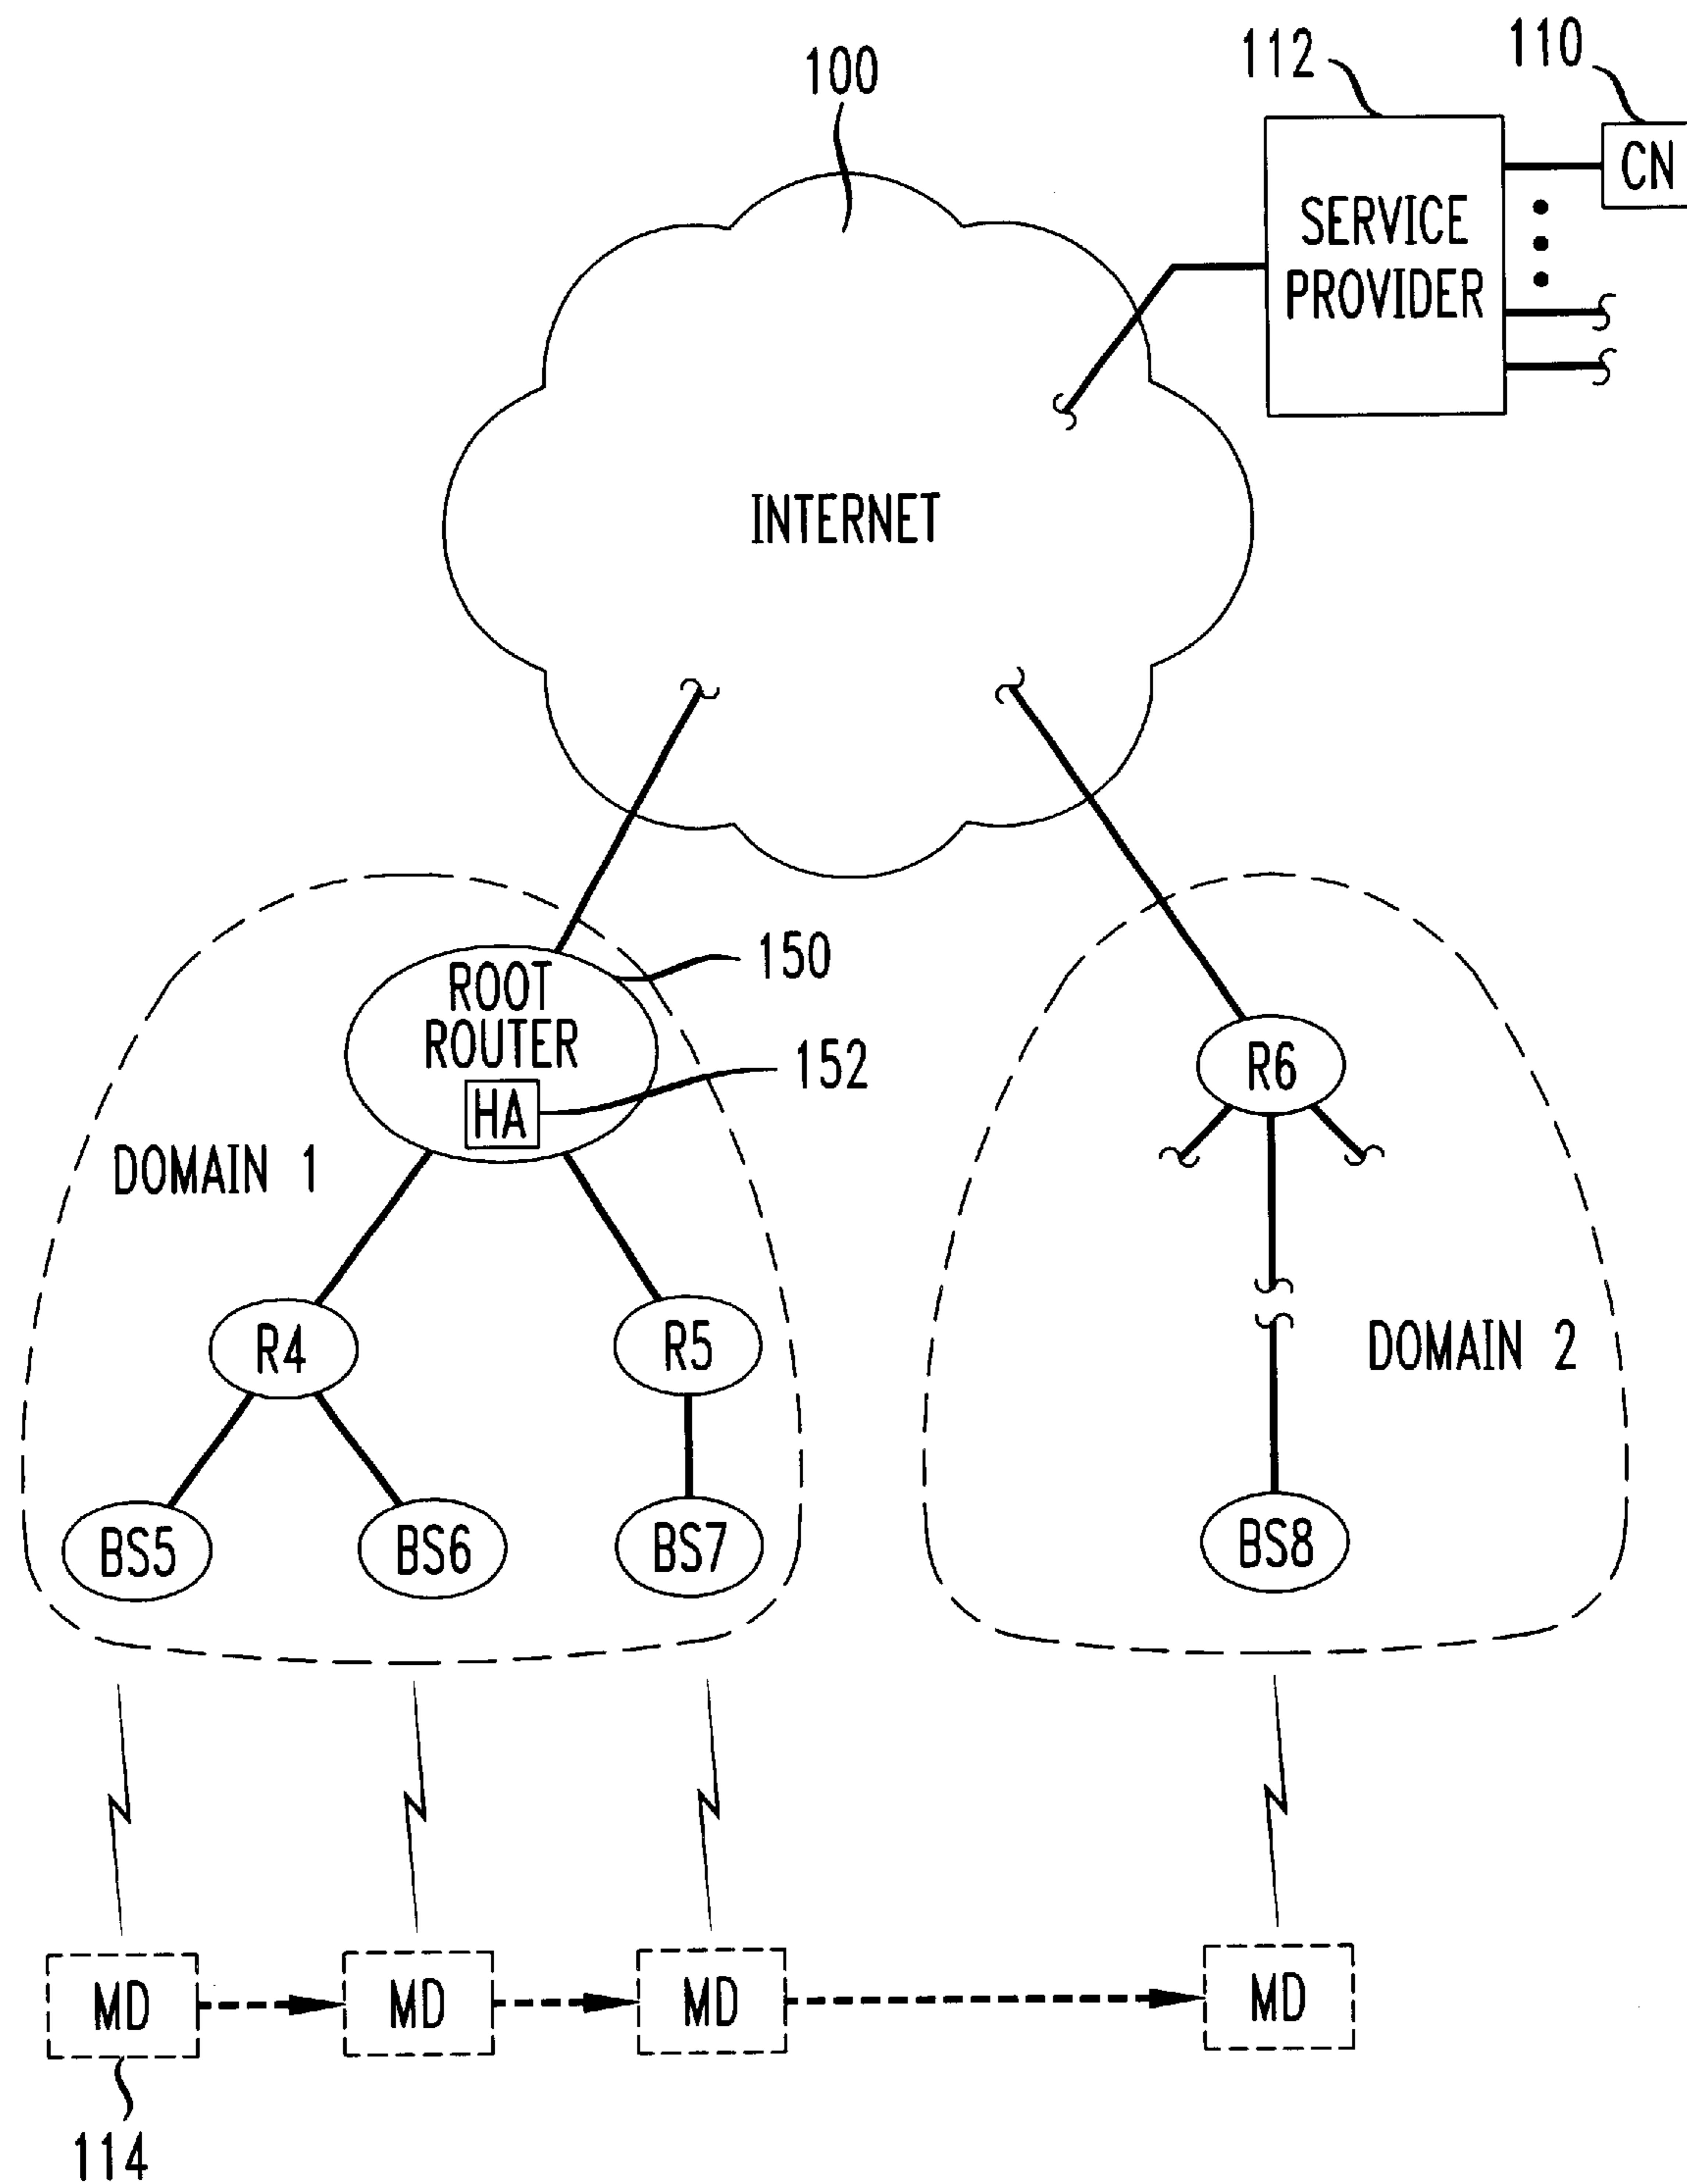 110
112
100
CN
SERVICE
PROVIDER
INTERNET
150
ROOT
ROUTER
152
HA
R6
DOMAIN 1
R4
R5
DOMAIN 2
BS5
BS6
BS7
BS8
MD
MD
MD
MD
114